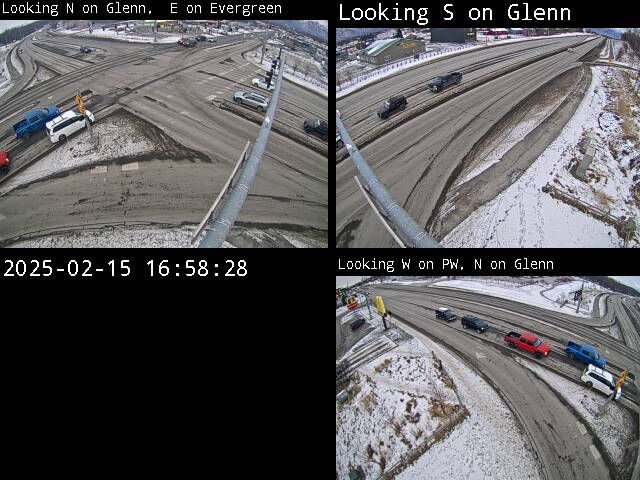 Looking N on Glenn, E on Evergreen
Looking S on Glenn
2025-02-15 16:58:28
Looking W on PW, N on Glenn